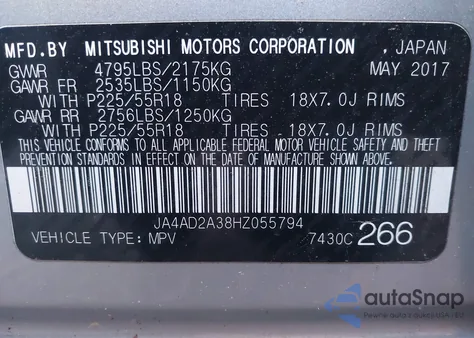 MFD.BY MITSUBISHI MOTORS CORPORATION , JAPAN
GVWR 4795LBS/2175KG MAY 2017
GAWR FR 2535LBS/1150KG
WITH P225/55R18 TIRES 18X7.0J RIMS
GAWR RR 2756LBS/1250KG
WITH P225/55R18 TIRES 18X7.0J RIMS
THIS VEHICLE CONFORMS TO ALL APPLICABLE FEDERAL MOTOR VEHICLE SAFETY, BUMPER, AND THEFT
PREVENTION STANDARDS IN EFFECT ON THE DATE OF MANUFACTURE SHOWN ABOVE.
JA4AD2A38HZ055794
VEHICLE TYPE: MPV 7430C 266
autoSnap